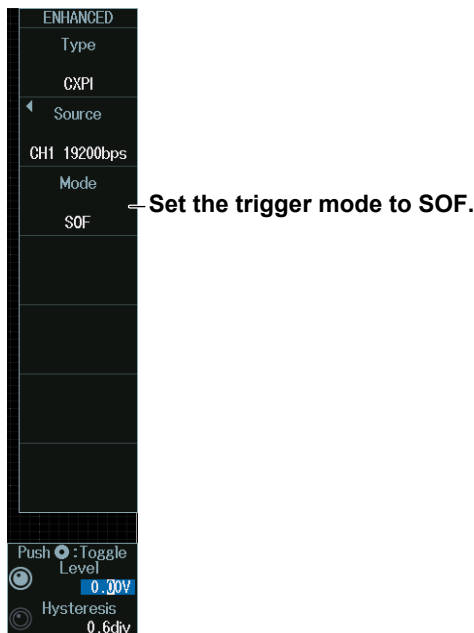 ENHANCED
Type
CXPI
Source
CH1 19200bps
Mode
SOF
Set the trigger mode to SOF.
Push :Toggle
Level
0.00V
Hysteresis
0.6div